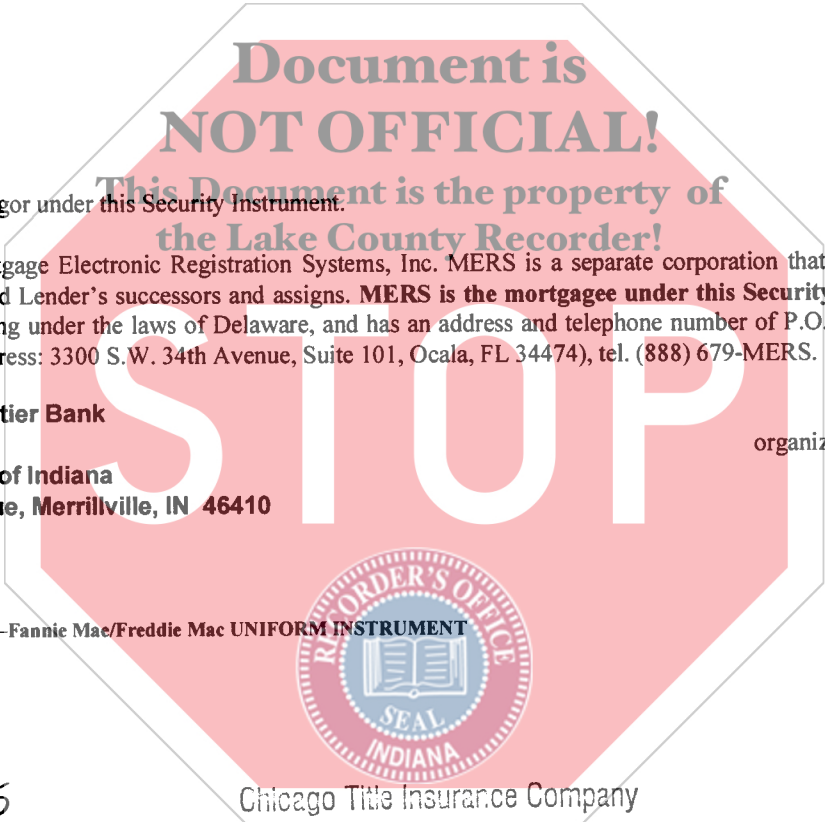 Document is
NOT OFFICIAL!
This Document is the property of
gor under this Security Instrument.
the Lake County Recorder!
gage Electronic Registration Systems, Inc. MERS is a separate corporation that
d Lender's successors and assigns. MERS is the mortgagee under this Security
ng under the laws of Delaware, and has an address and telephone number of P.O.
ress: 3300 S.W. 34th Avenue, Suite 101, Ocala, FL 34474), tel. (888) 679-MERS.
STOP
tier Bank
organiz
of Indiana
e, Merrillville, IN 46410
RECORDER'S OFFICE
–Fannie Mae/Freddie Mac UNIFORM INSTRUMENT
SEAL
INDIANA
Chicago Title Insurance Company